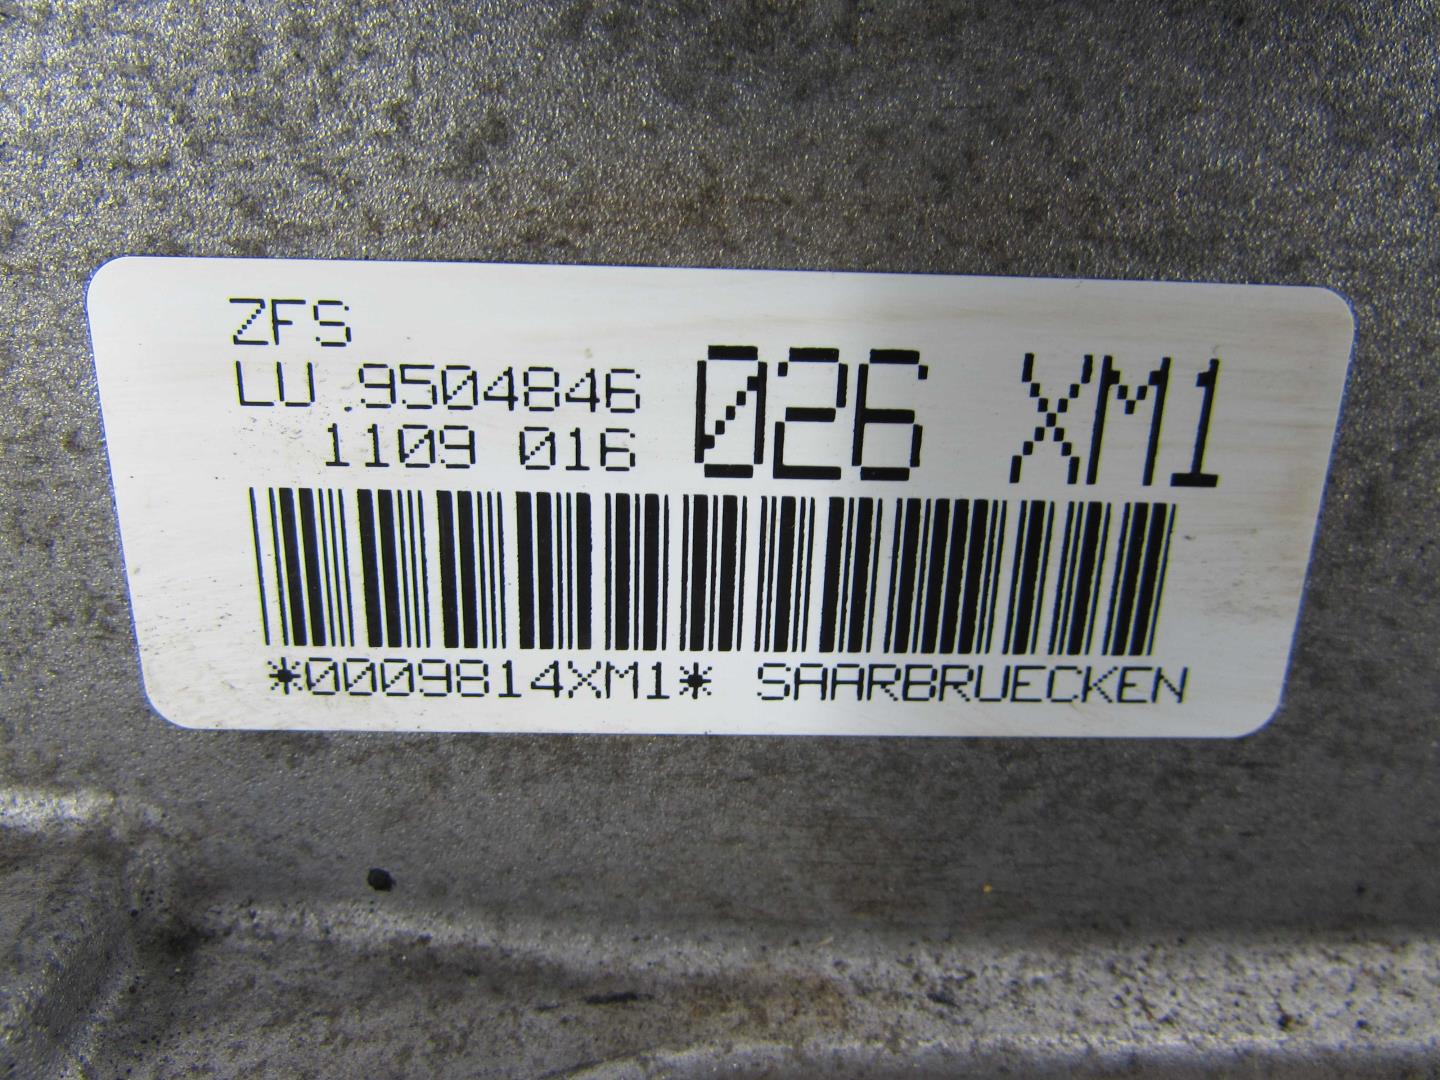 ZFS
LU 9504846 026 XM1
1109 016
*0009814XM1* SAARBRUECKEN